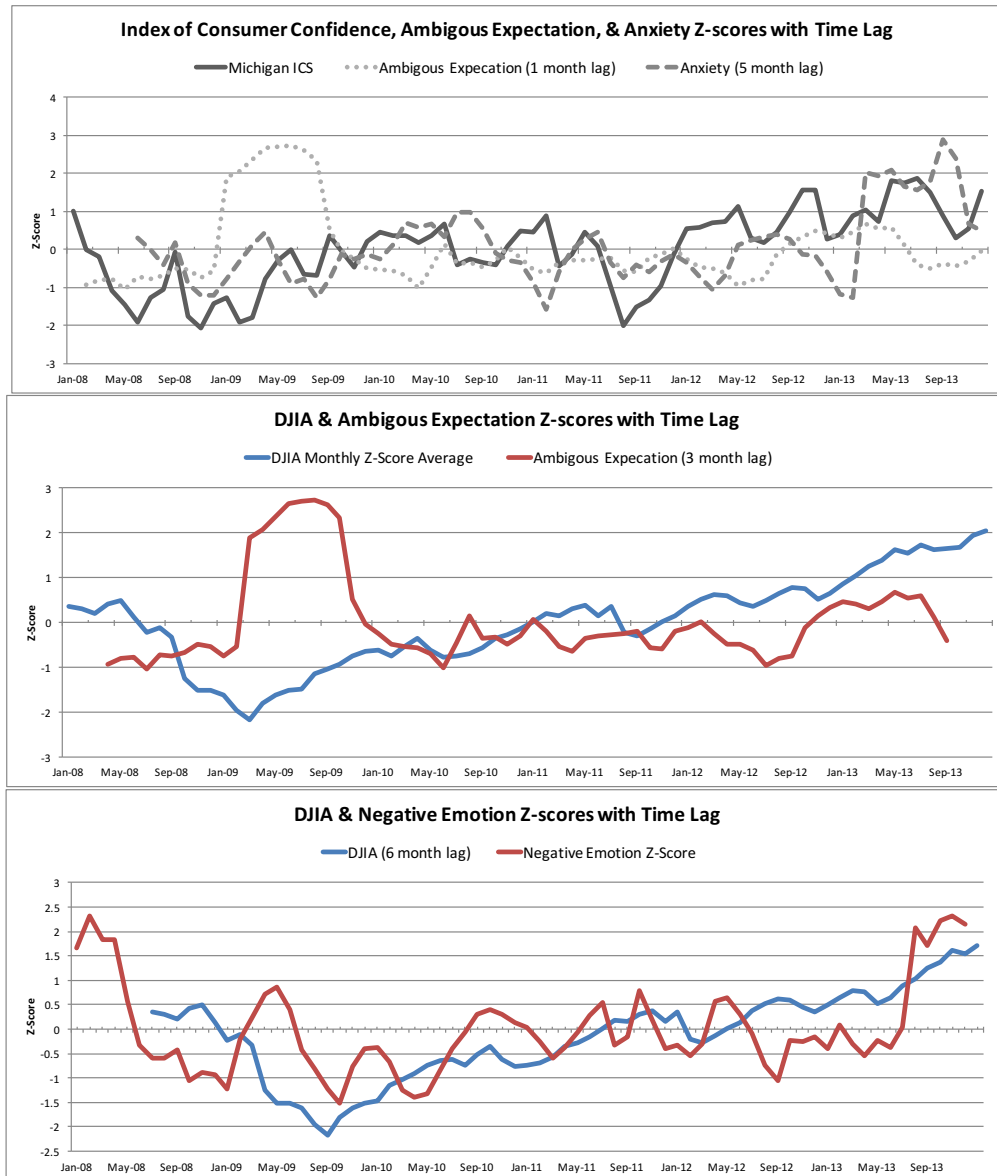 Index of Consumer Confidence, Ambigous Expectation, & Anxiety Z-scores with Time Lag
Michigan ICS Ambigous Expecation (1 month lag) Anxiety (5 month lag)
Z-Score
4
3
2
1
0
-1
-2
-3
Jan-08 May-08 Sep-08 Jan-09 May-09 Sep-09 Jan-10 May-10 Sep-10 Jan-11 May-11 Sep-11 Jan-12 May-12 Sep-12 Jan-13 May-13 Sep-13
DJIA & Ambigous Expectation Z-scores with Time Lag
DJIA Monthly Z-Score Average Ambigous Expecation (3 month lag)
Z-Score
3
2
1
0
-1
-2
-3
Jan-08 May-08 Sep-08 Jan-09 May-09 Sep-09 Jan-10 May-10 Sep-10 Jan-11 May-11 Sep-11 Jan-12 May-12 Sep-12 Jan-13 May-13 Sep-13
DJIA & Negative Emotion Z-scores with Time Lag
DJIA (6 month lag) Negative Emotion Z-Score
Z-Score
3
2.5
2
1.5
1
0.5
0
-0.5
-1
-1.5
-2
-2.5
Jan-08 May-08 Sep-08 Jan-09 May-09 Sep-09 Jan-10 May-10 Sep-10 Jan-11 May-11 Sep-11 Jan-12 May-12 Sep-12 Jan-13 May-13 Sep-13